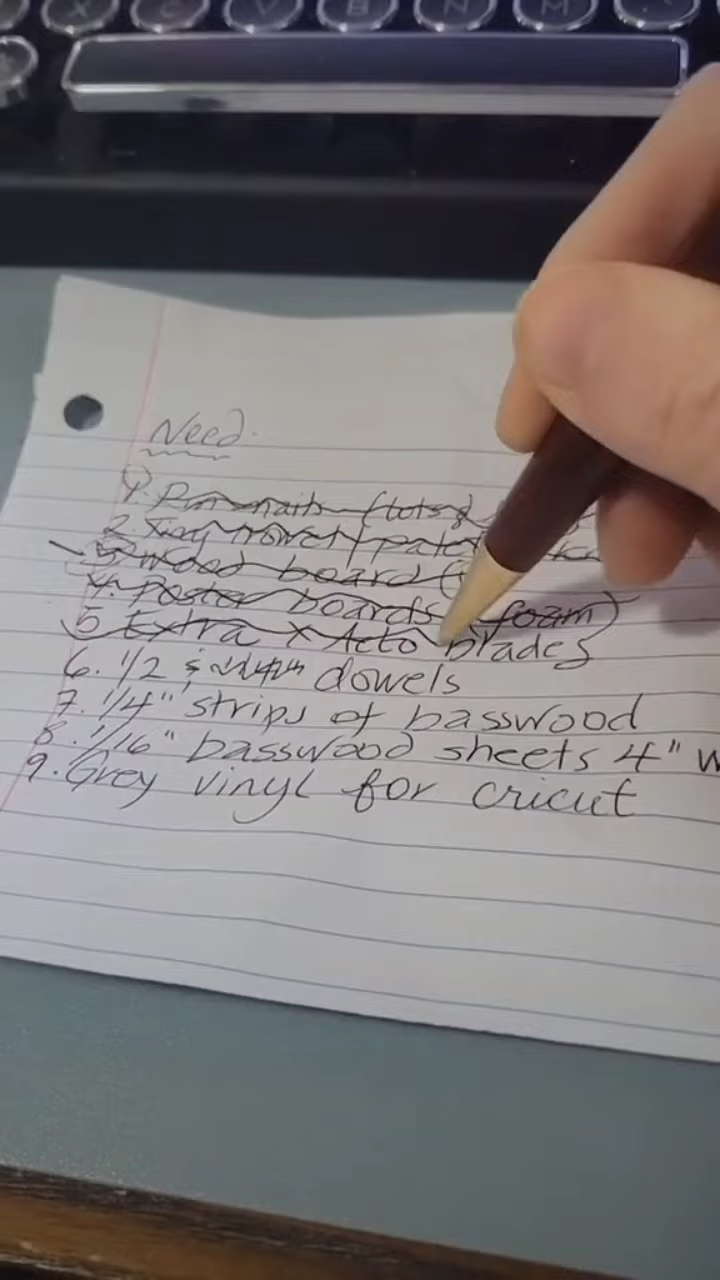 X C V B N M
Need
1. Pin nails (lots
2. Tiny trowel / palette
3. Wood board (
4. Poster boards foam)
5 Extra X Acto blades
6. 1/2 & dowels
7. 1/4" strips of basswood
8. 1/16" basswood sheets 4" w
9. Grey vinyl for cricut